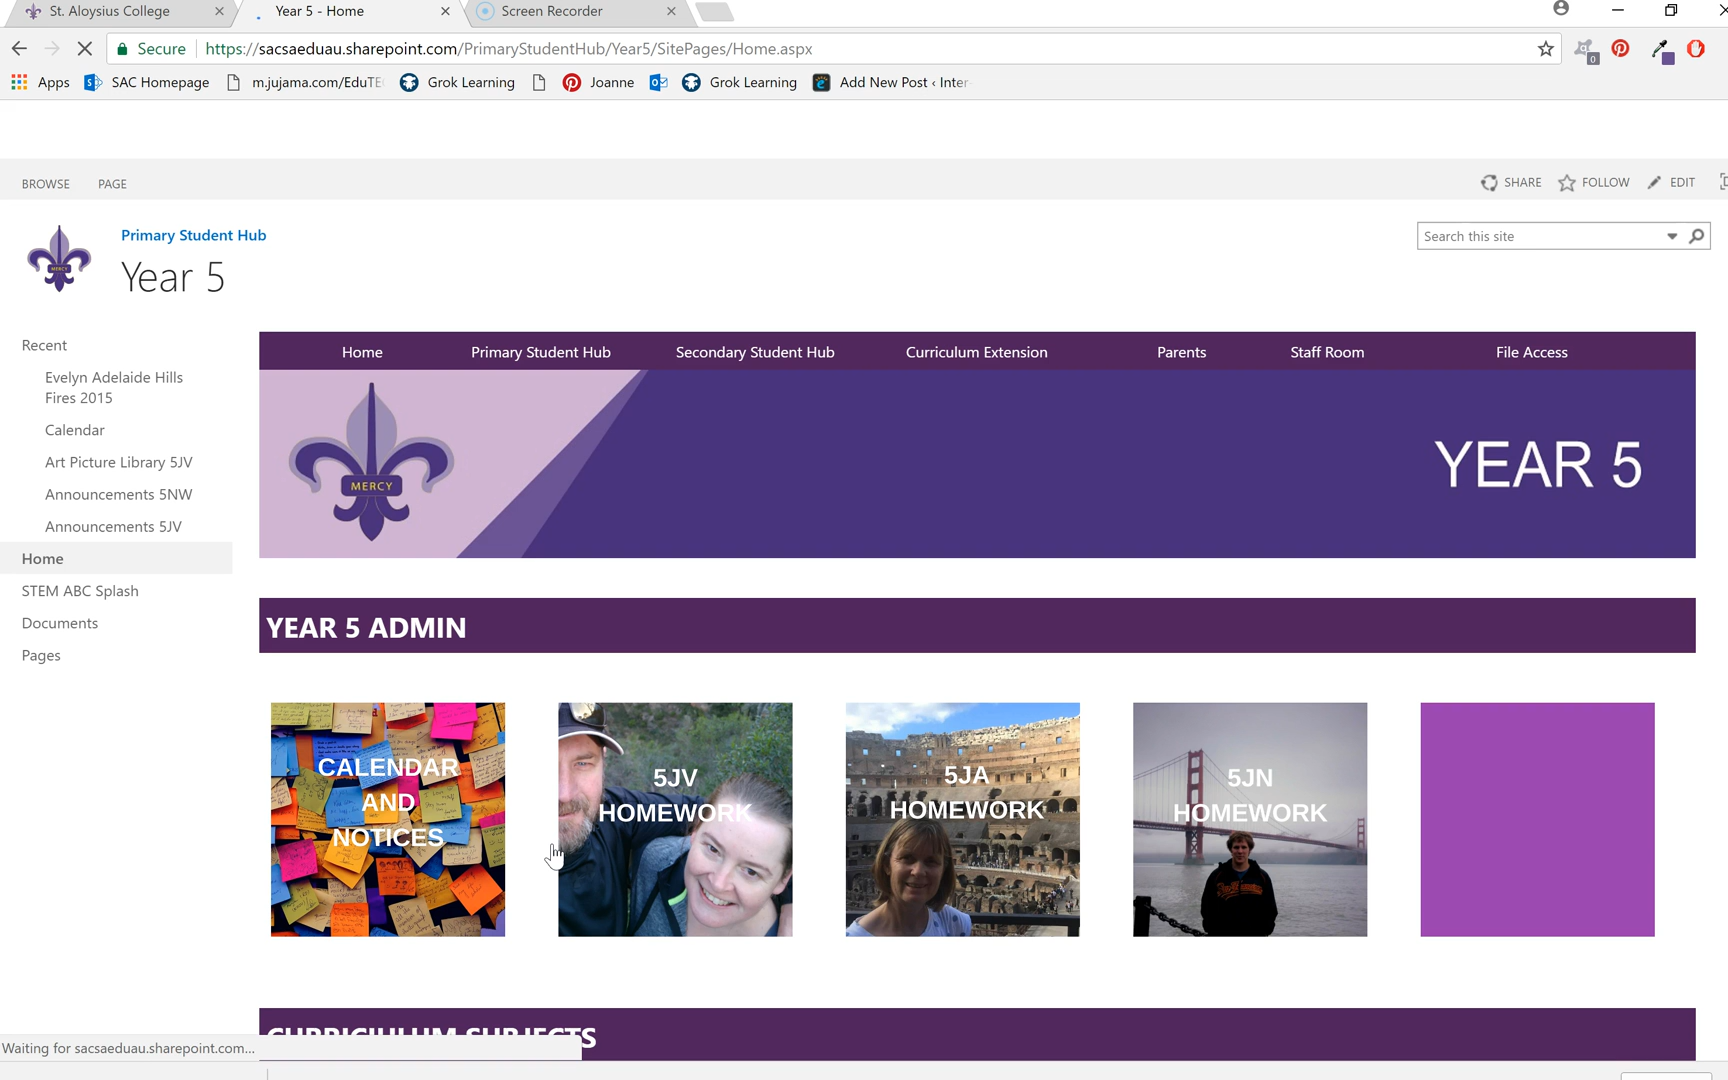 St. Aloysius College
Year 5 - Home
Screen Recorder
Secure
https://sacsaeduau.sharepoint.com/PrimaryStudentHub/Year5/SitePages/Home.aspx
0
Apps
SAC Homepage
m.jujama.com/EduTE
Grok Learning
Joanne
Grok Learning
Add New Post ‹ Inter
BROWSE
PAGE
SHARE
FOLLOW
EDIT
MERCY
Primary Student Hub
Year 5
Search this site
Recent
Evelyn Adelaide Hills
Fires 2015
Calendar
Art Picture Library 5JV
Announcements 5NW
Announcements 5JV
Home
STEM ABC Splash
Documents
Pages
Home
Primary Student Hub
Secondary Student Hub
Curriculum Extension
Parents
Staff Room
File Access
MERCY
YEAR 5
YEAR 5 ADMIN
CALENDAR
AND
NOTICES
5JV
HOMEWORK
5JA
HOMEWORK
5JN
HOMEWORK
CURRICIULUM SUBJECTS
Waiting for sacsaeduau.sharepoint.com...